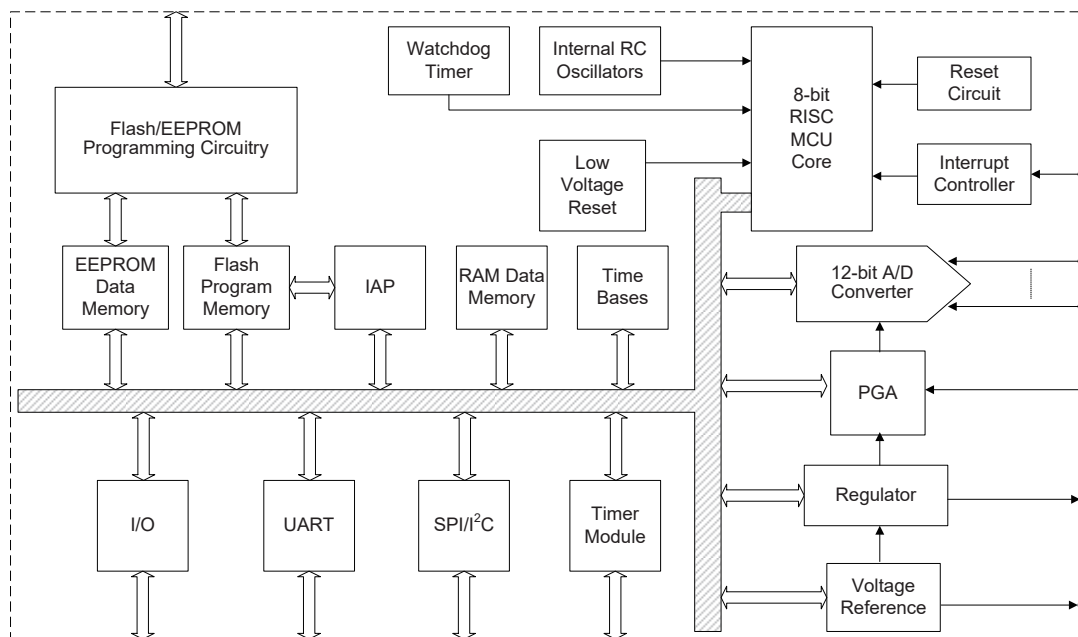 Watchdog
Timer
Internal RC
Oscillators
8-bit
RISC
MCU
Core
Reset
Circuit
Flash/EEPROM
Programming Circuitry
Low
Voltage
Reset
Interrupt
Controller
EEPROM
Data
Memory
Flash
Program
Memory
IAP
RAM Data
Memory
Time
Bases
12-bit A/D
Converter
PGA
I/O
UART
SPI/I²C
Timer
Module
Regulator
Voltage
Reference